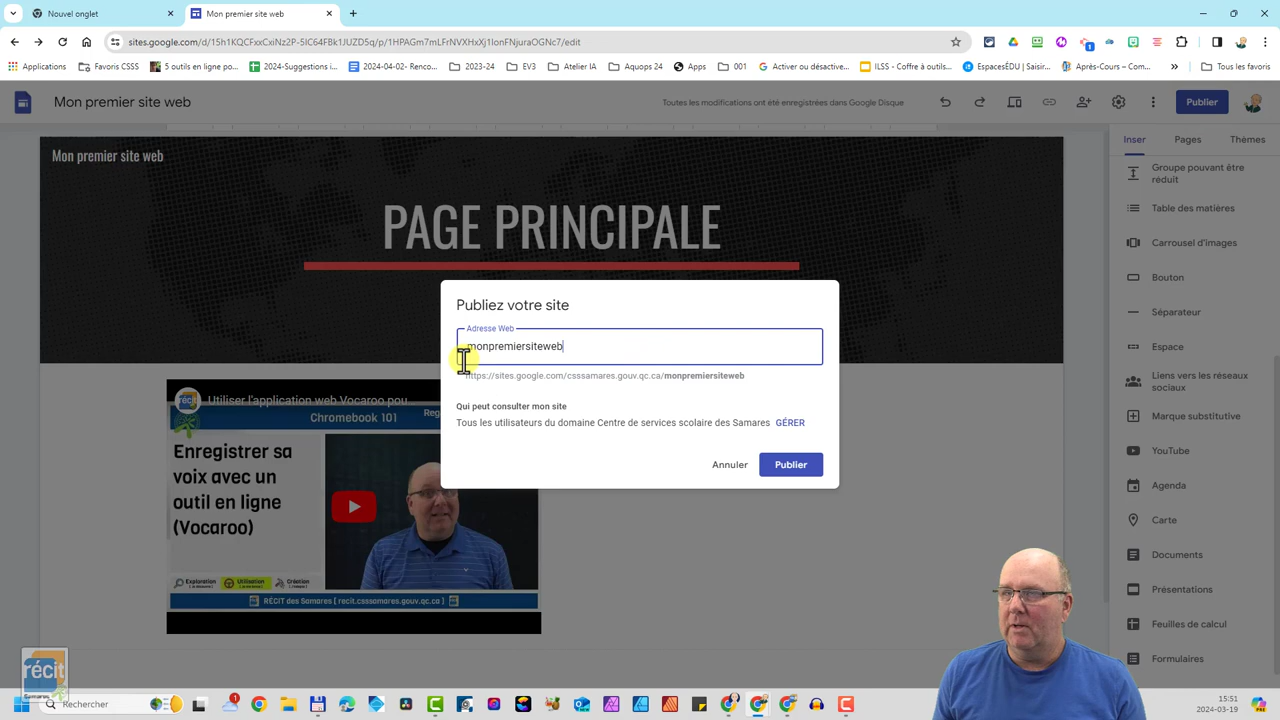 Nouvel onglet
Mon premier site web
sites.google.com/d/15h1KQCFxxCxiNz2P-5IC64FBk1JUZD5q/p/1HPAGm7mLFrNVXHxXj1lonFNjuraOGNc7/edit
Applications
Favoris CSSS
5 outils en ligne po...
2024-Suggestions i...
2024-04-02- Renco...
2023-24
EV3
Atelier IA
Aquops 24
Apps
001
Activer ou désactive...
ILSS - Coffre à outils...
EspacesÉDU | Saisir...
Après-Cours – Com...
Tous les favoris
Mon premier site web
Toutes les modifications ont été enregistrées dans Google Disque
Publier
Mon premier site web
PAGE PRINCIPALE
Inser
Pages
Thèmes
Groupe pouvant être
réduit
Table des matières
Carrousel d'images
Bouton
Séparateur
Espace
Liens vers les réseaux
sociaux
Marque substitutive
YouTube
Agenda
Carte
Documents
Présentations
Feuilles de calcul
Formulaires
Publiez votre site
Adresse Web
monpremiersiteweb
https://sites.google.com/csssamares.gouv.qc.ca/monpremiersiteweb
Qui peut consulter mon site
Tous les utilisateurs du domaine Centre de services scolaire des Samares GÉRER
Annuler
Publier
récit
Utiliser l'application web Vocaroo pou
Chromebook 101
Reg
Enregistrer sa
voix avec un
outil en ligne
(Vocaroo)
Exploration
Utilisation
Création
RÉCIT des Samares [ recit.csssamares.gouv.qc.ca ]
récit
Samares
Rechercher
1
15:51
2024-03-19